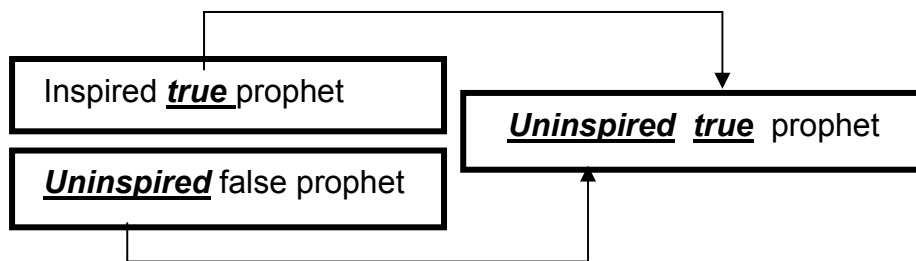 Inspired true prophet
Uninspired true prophet
Uninspired false prophet